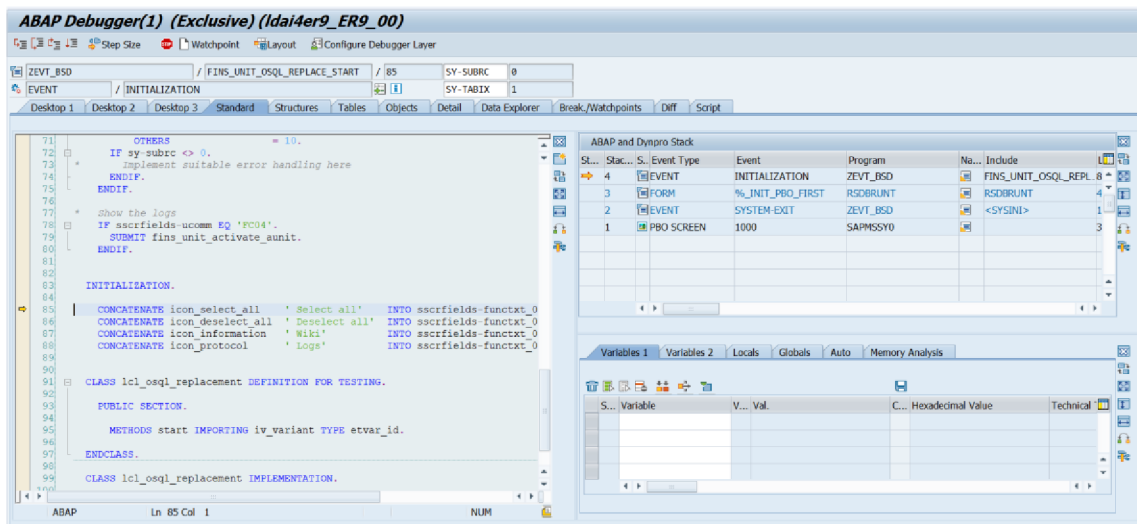 ABAP Debugger(1) (Exclusive) (ldai4er9_ER9_00)
Step Size Watchpoint Layout Configure Debugger Layer
ZEVT_BSD / FINS_UNIT_OSQL_REPLACE_START / 85 SY-SUBRC 0
EVENT / INITIALIZATION SY-TABIX 1
Desktop 1 Desktop 2 Desktop 3 Standard Structures Tables Objects Detail Data Explorer Break./Watchpoints Diff Script
71 OTHERS = 10.
72 IF sy-subrc <> 0.
73 * Implement suitable error handling here
74 ENDIF.
75 ENDIF.
76
77 * Show the logs
78 IF sscrfields-ucomm EQ 'FC04'.
79 SUBMIT fins_unit_activate_aunit.
80 ENDIF.
81
82
83 INITIALIZATION.
84
85 CONCATENATE icon_select_all ' Select all' INTO sscrfields-functxt_0
86 CONCATENATE icon_deselect_all ' Deselect all' INTO sscrfields-functxt_0
87 CONCATENATE icon_information ' Wiki' INTO sscrfields-functxt_0
88 CONCATENATE icon_protocol ' Logs' INTO sscrfields-functxt_0
89
90
91 CLASS lcl_osql_replacement DEFINITION FOR TESTING.
92
93 PUBLIC SECTION.
94
95 METHODS start IMPORTING iv_variant TYPE etvar_id.
96
97 ENDCLASS.
98
99 CLASS lcl_osql_replacement IMPLEMENTATION.
100
ABAP Ln 85 Col 1 NUM
ABAP and Dynpro Stack
St... Stac... S.. Event Type Event Program Na... Include L
4 EVENT INITIALIZATION ZEVT_BSD FINS_UNIT_OSQL_REPL.. 8
3 FORM %_INIT_PBO_FIRST RSDBRUNT RSDBRUNT 4
2 EVENT SYSTEM-EXIT ZEVT_BSD <SYSINI> 1
1 PBO SCREEN 1000 SAPMSSY0 3
Variables 1 Variables 2 Locals Globals Auto Memory Analysis
S... Variable V... Val. C... Hexadecimal Value Technical